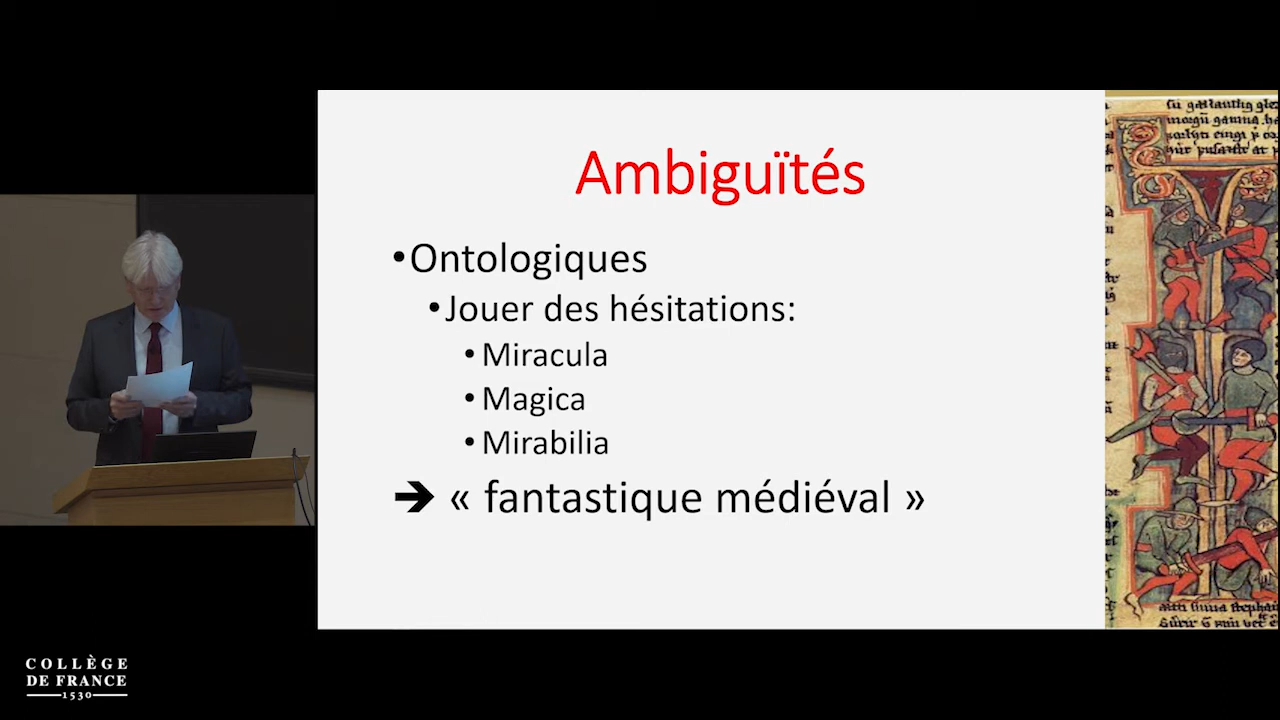 Ambiguïtés
•Ontologiques
•Jouer des hésitations:
• Miracula
• Magica
• Mirabilia
➔ « fantastique médiéval »
COLLÈGE
DE FRANCE
1530